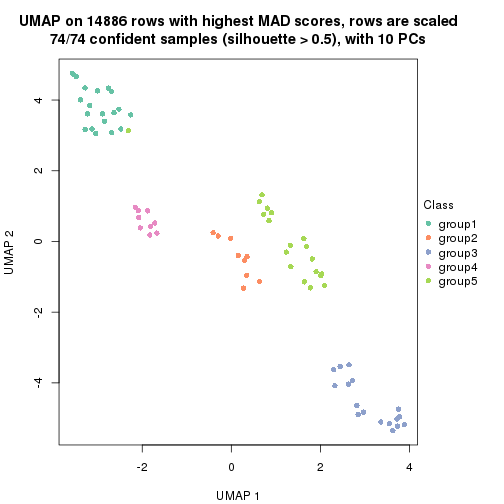 UMAP on 14886 rows with highest MAD scores, rows are scaled
74/74 confident samples (silhouette > 0.5), with 10 PCs
4
2
0
-2
-4
UMAP 2
-2
0
2
4
UMAP 1
Class
group1
group2
group3
group4
group5